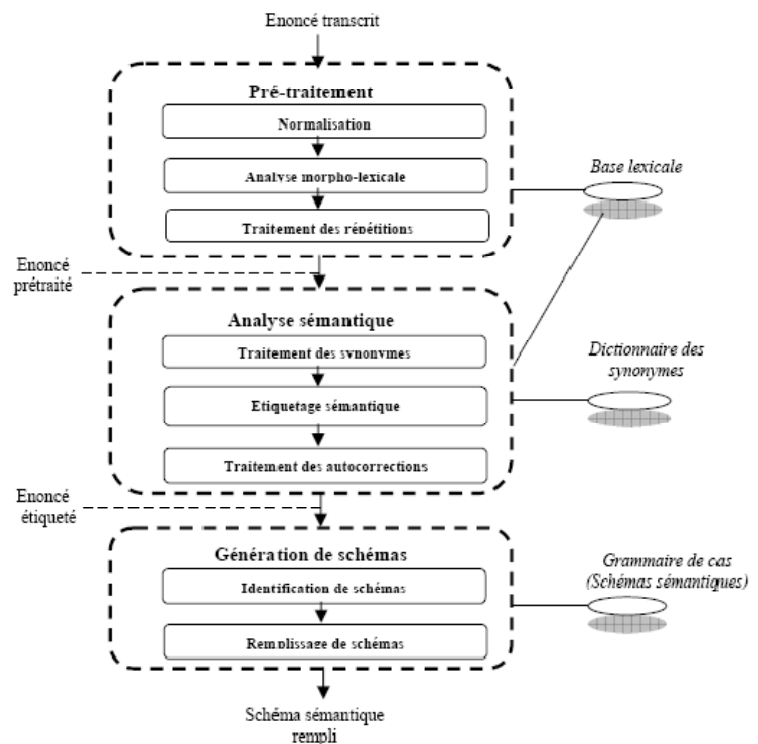 Enoncé transcrit
Pré-traitement
Normalisation
Analyse morpho-lexicale
Traitement des répétitions
Base lexicale
Enoncé
prétraité
Analyse sémantique
Traitement des synonymes
Etiquetage sémantique
Traitement des autocorrections
Dictionnaire des
synonymes
Enoncé
étiqueté
Génération de schémas
Identification de schémas
Remplissage de schémas
Grammaire de cas
(Schémas sémantiques)
Schéma sémantique
rempli